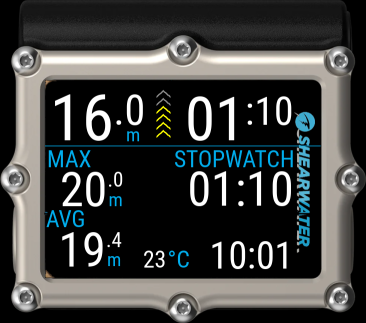 16.0 m 01:10
MAX STOPWATCH
20.0 m 01:10
AVG
19.4 m 23°C 10:01
SHEARWATER